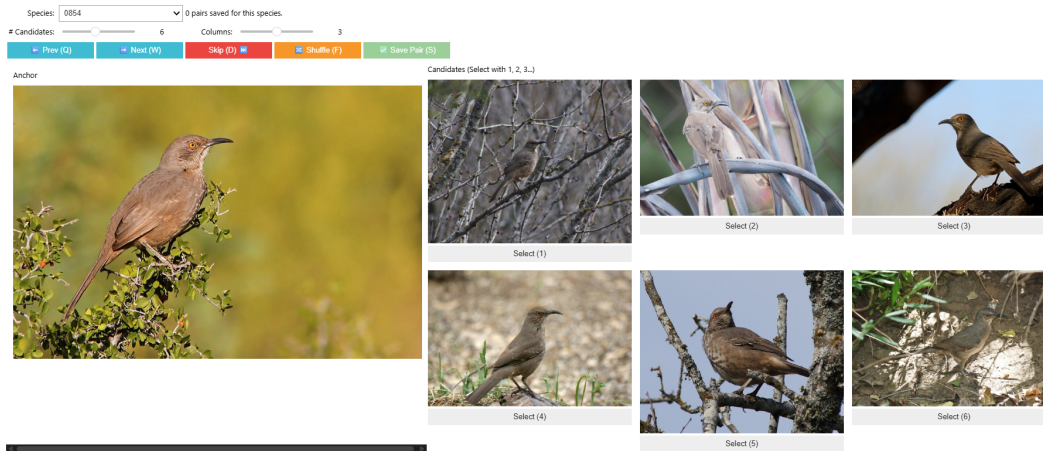 Species: 0854 0 pairs saved for this species.
# Candidates: 6 Columns: 3
Prev (Q) Next (W) Skip (D) Shuffle (F) Save Pair (S)
Anchor
Candidates (Select with 1, 2, 3...)
Select (1)
Select (2)
Select (3)
Select (4)
Select (5)
Select (6)